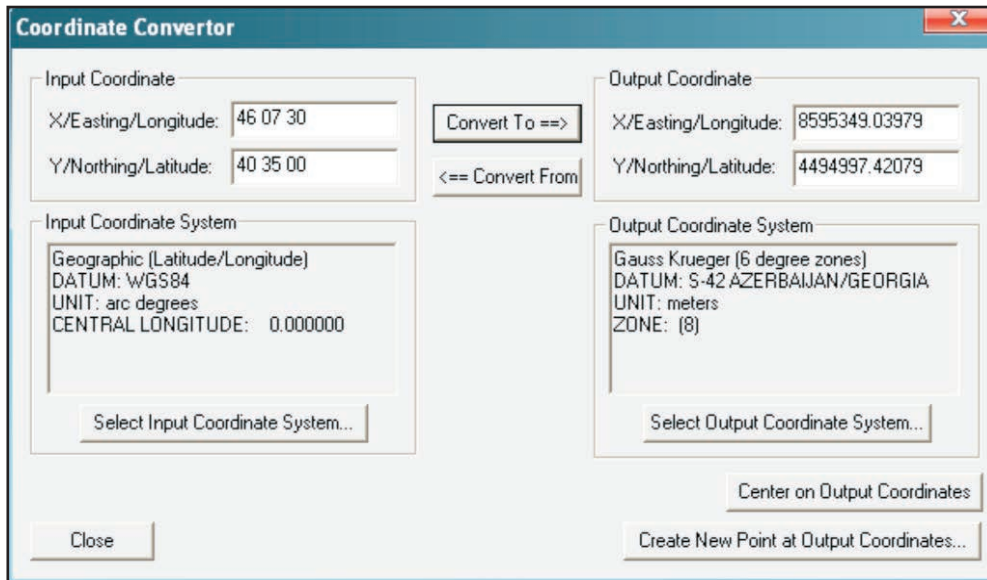 Coordinate Convertor
X
Input Coordinate
X/Easting/Longitude: 46 07 30
Y/Northing/Latitude: 40 35 00
Convert To ==>
<== Convert From
Output Coordinate
X/Easting/Longitude: 8595349.03979
Y/Northing/Latitude: 4494997.42079
Input Coordinate System
Geographic (Latitude/Longitude)
DATUM: WGS84
UNIT: arc degrees
CENTRAL LONGITUDE: 0.000000
Select Input Coordinate System...
Output Coordinate System
Gauss Krueger (6 degree zones)
DATUM: S-42 AZERBAIJAN/GEORGIA
UNIT: meters
ZONE: (8)
Select Output Coordinate System...
Center on Output Coordinates
Close
Create New Point at Output Coordinates...